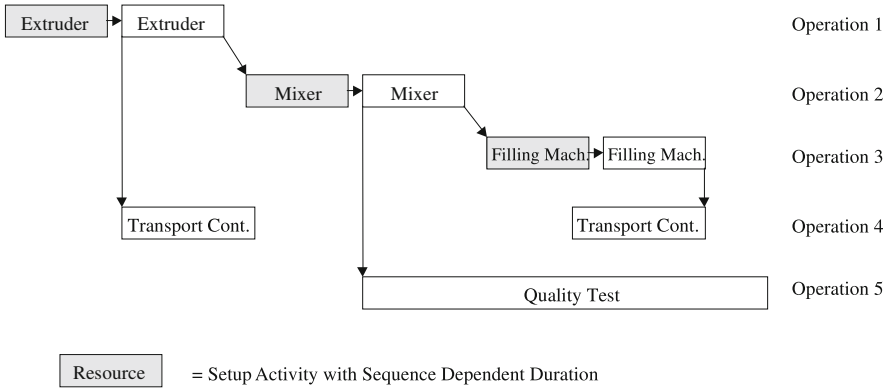 Extruder Extruder Operation 1
Mixer Mixer Operation 2
Filling Mach. Filling Mach. Operation 3
Transport Cont. Transport Cont. Operation 4
Quality Test Operation 5
Resource = Setup Activity with Sequence Dependent Duration